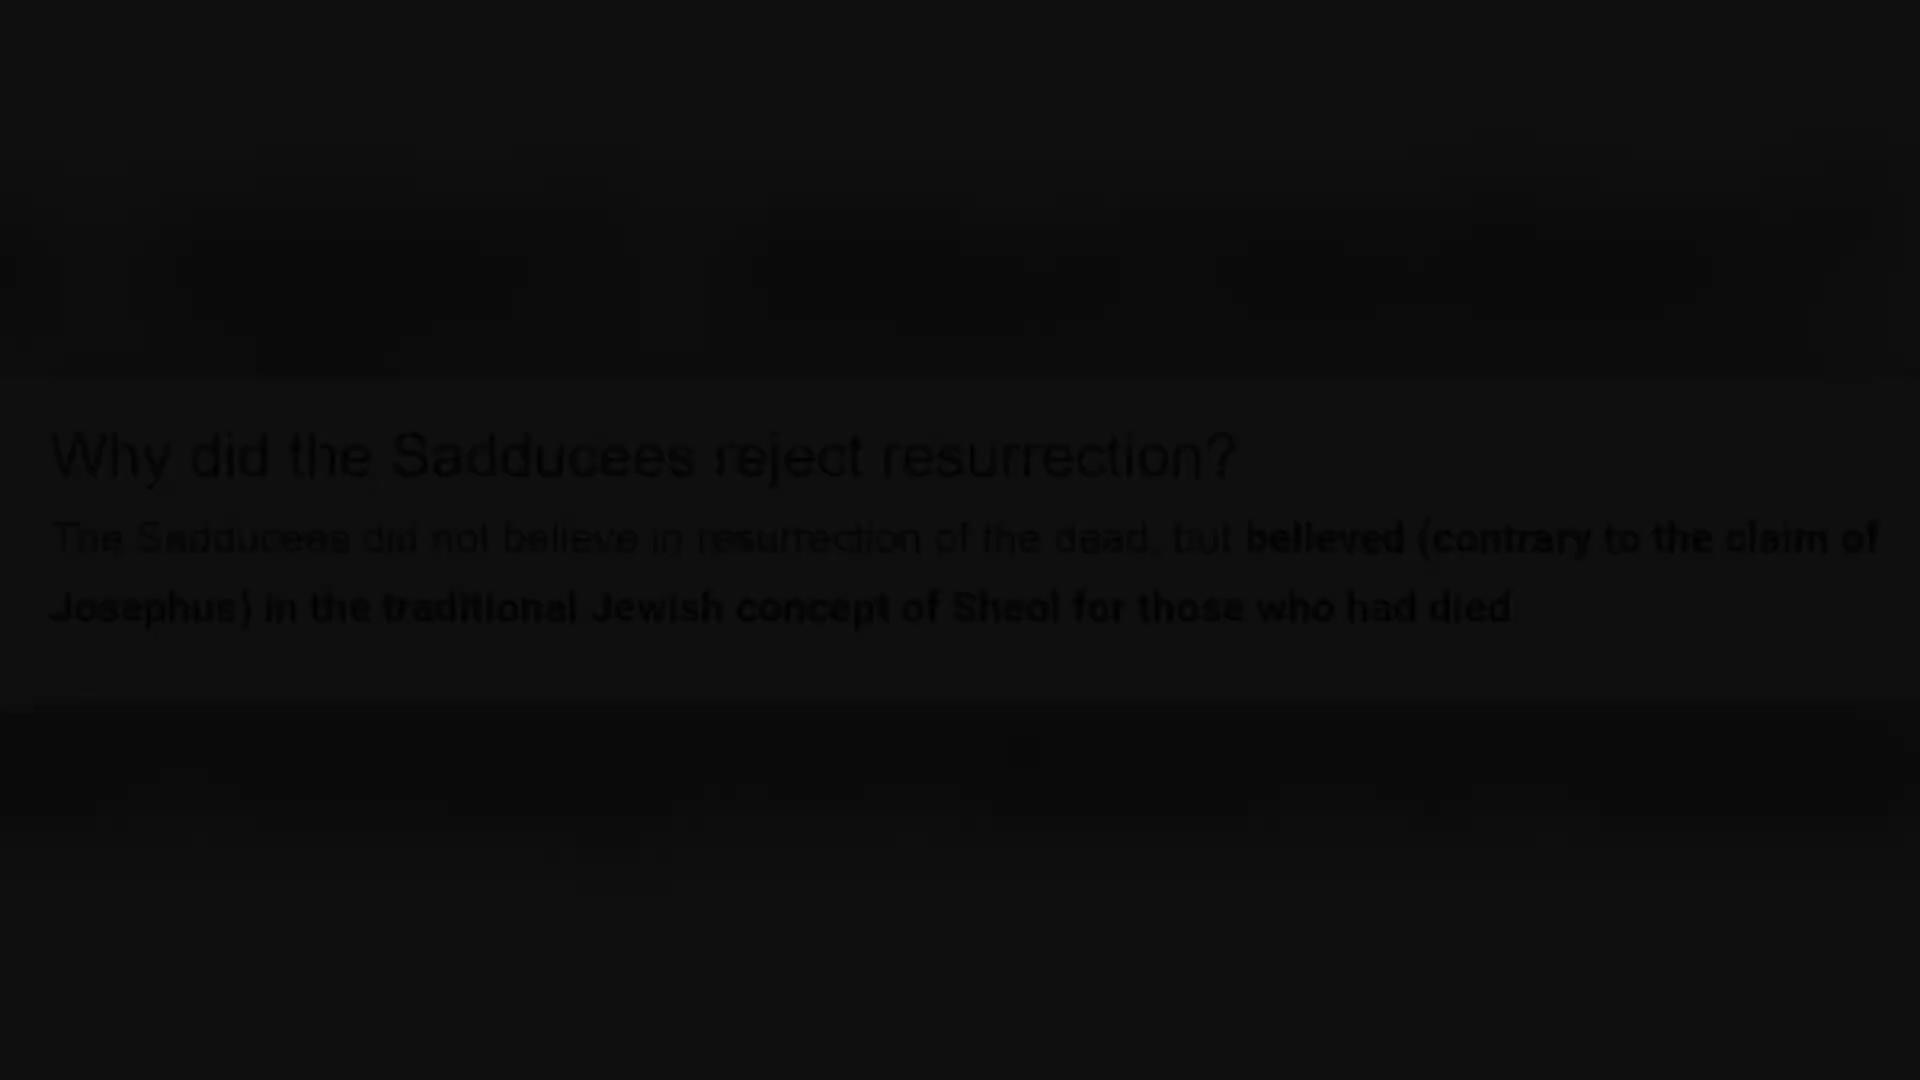 Why did the Sadducees reject resurrection?
The Sadducees did not believe in resurrection of the dead, but believed (contrary to the claim of
Josephus) in the traditional Jewish concept of Sheol for those who had died